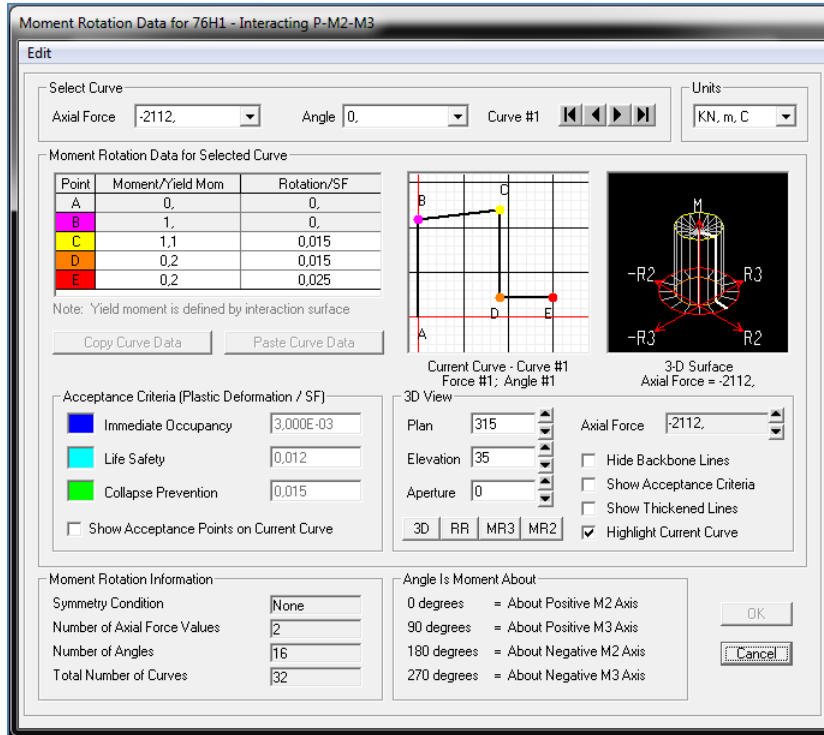 Moment Rotation Data for 76H1 - Interacting P-M2-M3
Edit
Select Curve
Axial Force -2112, Angle 0, Curve #1
Units
KN, m, C
Moment Rotation Data for Selected Curve
Point Moment/Yield Mom Rotation/SF
A 0, 0,
B 1, 0,
C 1,1 0,015
D 0,2 0,015
E 0,2 0,025
Note: Yield moment is defined by interaction surface
Copy Curve Data Paste Curve Data
B C
D E
A
Current Curve - Curve #1
Force #1; Angle #1
M
-R2 R3
-R3 R2
3-D Surface
Axial Force = -2112,
Acceptance Criteria (Plastic Deformation / SF)
Immediate Occupancy 3,000E-03
Life Safety 0,012
Collapse Prevention 0,015
Show Acceptance Points on Current Curve
3D View
Plan 315
Elevation 35
Aperture 0
3D RR MR3 MR2
Axial Force -2112,
Hide Backbone Lines
Show Acceptance Criteria
Show Thickened Lines
Highlight Current Curve
Moment Rotation Information
Symmetry Condition None
Number of Axial Force Values 2
Number of Angles 16
Total Number of Curves 32
Angle Is Moment About
0 degrees = About Positive M2 Axis
90 degrees = About Positive M3 Axis
180 degrees = About Negative M2 Axis
270 degrees = About Negative M3 Axis
OK
Cancel